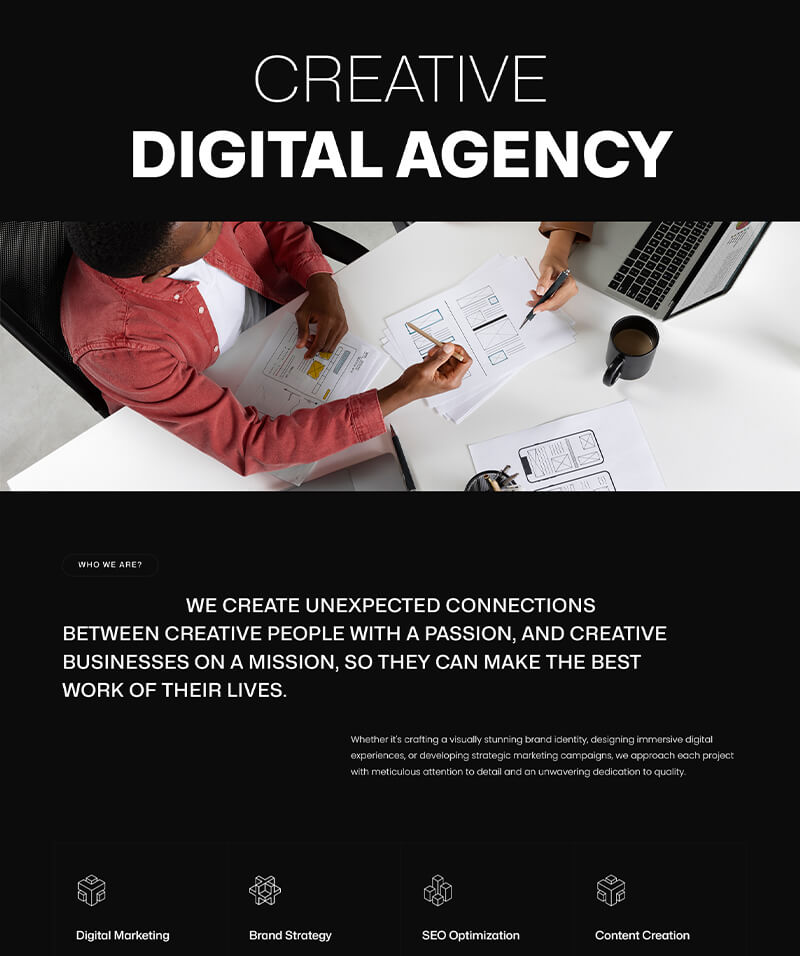 CREATIVE
DIGITAL AGENCY
WHO WE ARE?
WE CREATE UNEXPECTED CONNECTIONS
BETWEEN CREATIVE PEOPLE WITH A PASSION, AND CREATIVE
BUSINESSES ON A MISSION, SO THEY CAN MAKE THE BEST
WORK OF THEIR LIVES.
Whether it's crafting a visually stunning brand identity, designing immersive digital
experiences, or developing strategic marketing campaigns, we approach each project
with meticulous attention to detail and an unwavering dedication to quality.
Digital Marketing
Brand Strategy
SEO Optimization
Content Creation